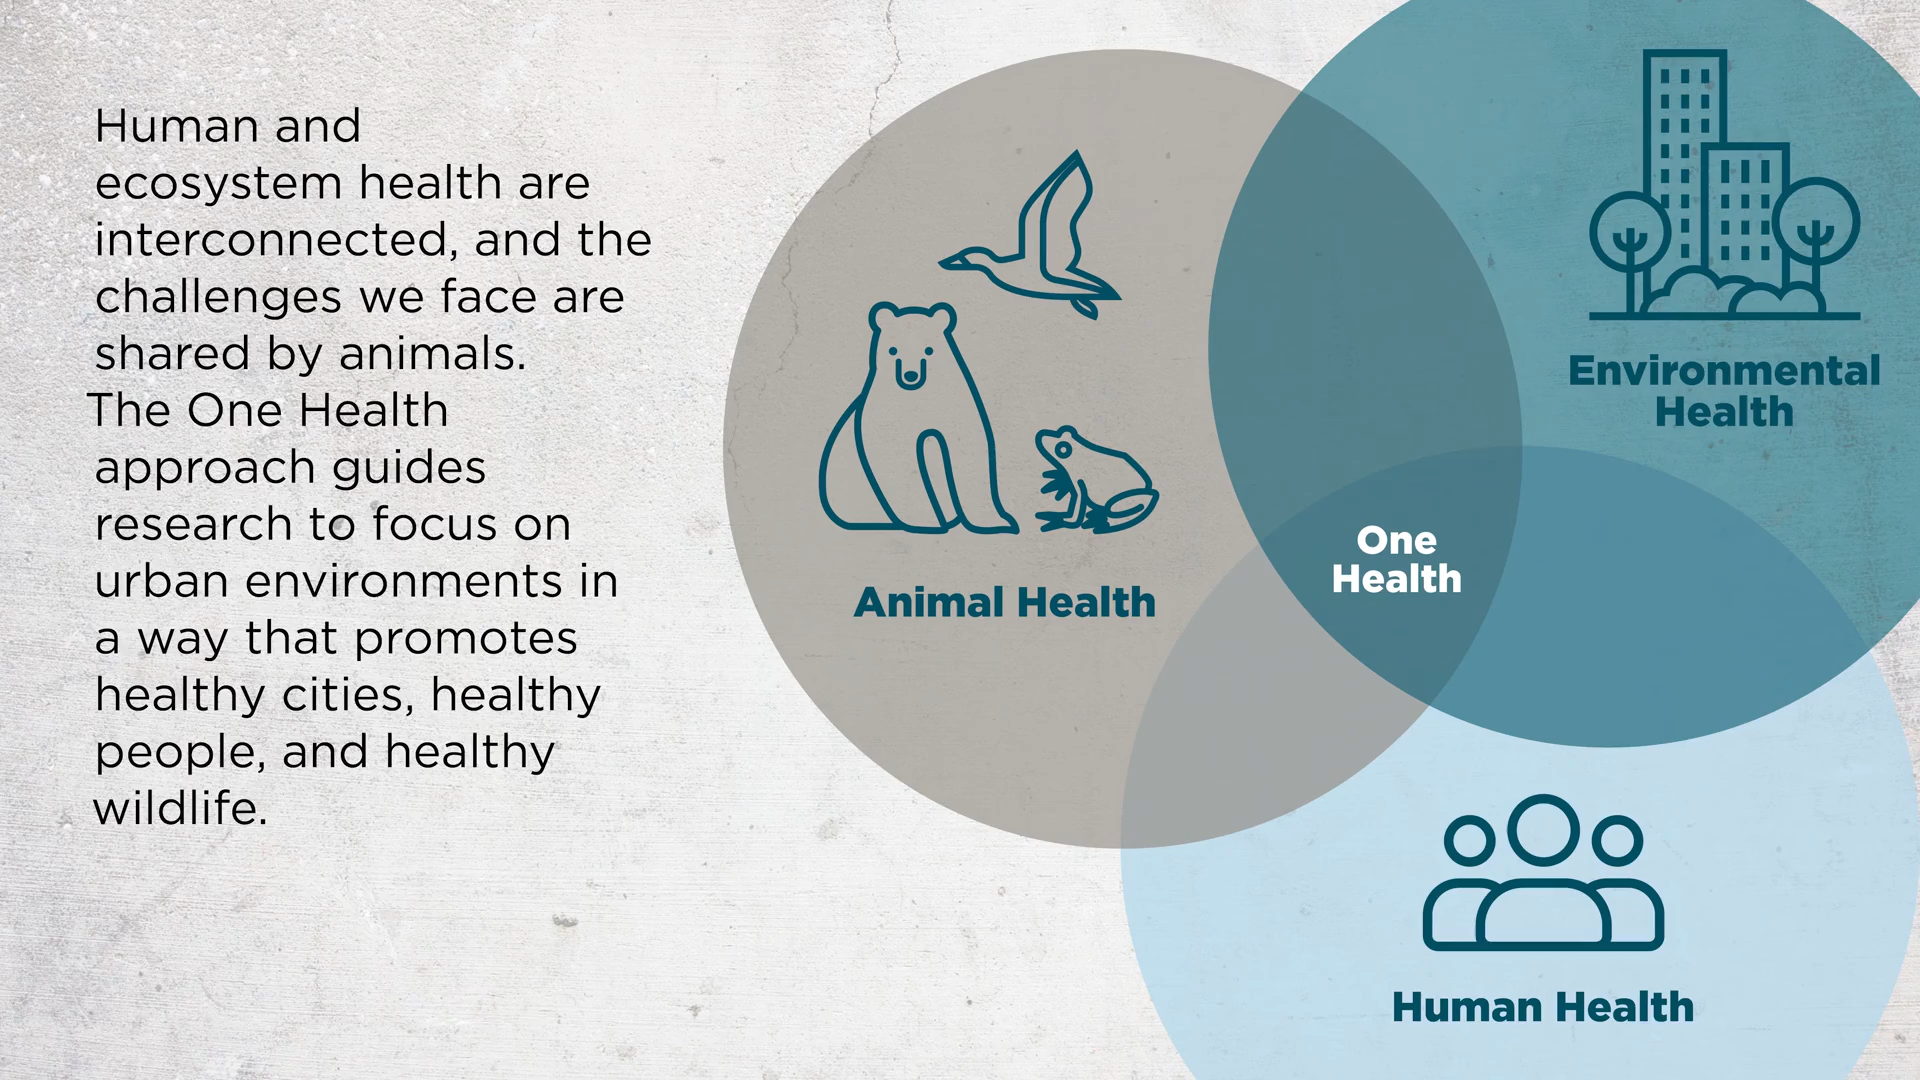 Human and
ecosystem health are
interconnected, and the
challenges we face are
shared by animals.
The One Health
approach guides
research to focus on
urban environments in
a way that promotes
healthy cities, healthy
people, and healthy
wildlife.
Animal Health
Environmental
Health
One
Health
Human Health